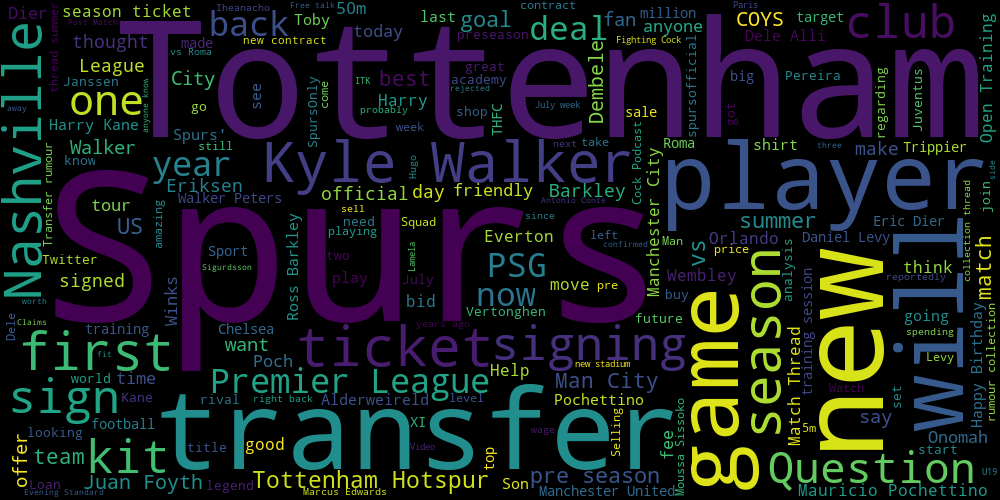 Iheanacho
Free talk
contract
Paris
Dier
Post Match
season ticket
back
Toby
50m
last
goal
fan
million
COYS
target
club
Nashville
thread summer
Tottenham
thought
made
vs Roma
new contract
today
deal
anyone
Fighting Cock
Dele Alli
League
City
see
preseason
great
best
academy
Dembele
spursofficial
big
Pereira
regarding
Juventus
Open Training
Janssen
one
anyone know
go
SpursOnly
come
ITK
probably
Harry
rejected
July week
sale
got
Harry Kane
Spurs'
still
week
THFC
shop
next
take
Cock Podcast
Roma
shirt
three
make
Trippier
Transfer rumour
know
Walker
year
Kyle Walker
Hugo
player
join
side
Eriksen
Walker Peters
official
day
friendly
Barkley
Manchester City
collection thread
tour
US
amazing
Spurs
sell
need
Squad
Antonio Conte
since
summer
Eric Dier
playing
Ross Barkley
two
Everton
left
confirmed
Man
vs
Orlando
Daniel Levy
will
match
Twitter
Sport
Sigurdsson
Lamela
PSG
price
Wembley
analysis
think
reportedly
signed
worth
Winks
play
July
bid
now
move
pre
buy
season
new
going
spending
rumour collection
Claims
Dele
training
Chelsea
years ago
Vertonghen
future
game
Match Thread
training session
Levy
Happy Birthday
first
fit
want
Poch
ticket
signing
new stadium
Watch
set
sign
world
time
Kane
Premier League
Help
Man City
say
rival
right back
Alderweireld
level
Pochettino
Onomah
football
transfer
XI
Selling
fee
Moussa Sissoko
5m
start
looking
offer
team
kit
title
good
Video
wage
top
Question
U19
Loan
Juan Foyth
legend
Tottenham Hotspur
Son
pre season
Evening Standard
Marcus Edwards
Manchester United
Mauricio Pochettino
away